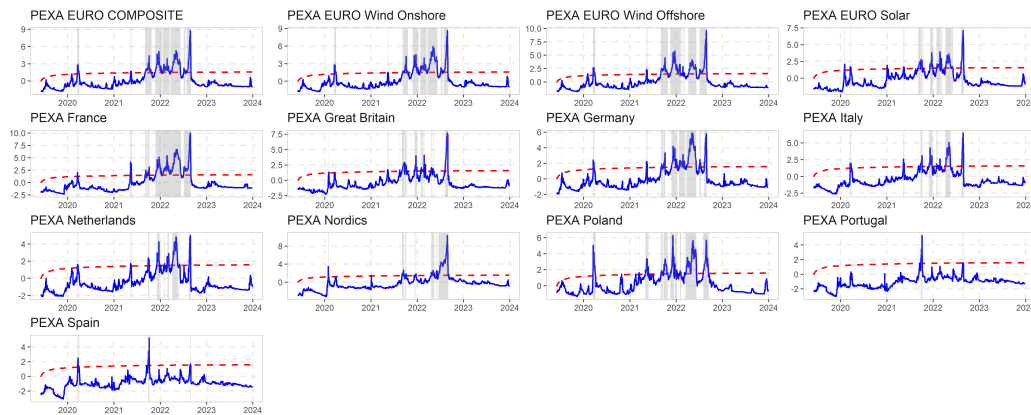 PEXA EURO COMPOSITE
9
6
3
0
2020 2021 2022 2023 2024
PEXA EURO Wind Onshore
9
6
3
0
2020 2021 2022 2023 2024
PEXA EURO Wind Offshore
10.0
7.5
5.0
2.5
0.0
2020 2021 2022 2023 2024
PEXA EURO Solar
7.5
5.0
2.5
0.0
2020 2021 2022 2023 2024
PEXA France
10.0
7.5
5.0
2.5
0.0
-2.5
2020 2021 2022 2023 2024
PEXA Great Britain
7.5
5.0
2.5
0.0
-2.5
2020 2021 2022 2023 2024
PEXA Germany
6
4
2
0
-2
2020 2021 2022 2023 2024
PEXA Italy
5.0
2.5
0.0
-2.5
2020 2021 2022 2023 2024
PEXA Netherlands
4
2
0
-2
2020 2021 2022 2023 2024
PEXA Nordics
8
4
0
2020 2021 2022 2023 2024
PEXA Poland
6
4
2
0
2020 2021 2022 2023 2024
PEXA Portugal
4
2
0
-2
2020 2021 2022 2023 2024
PEXA Spain
4
2
0
-2
2020 2021 2022 2023 2024